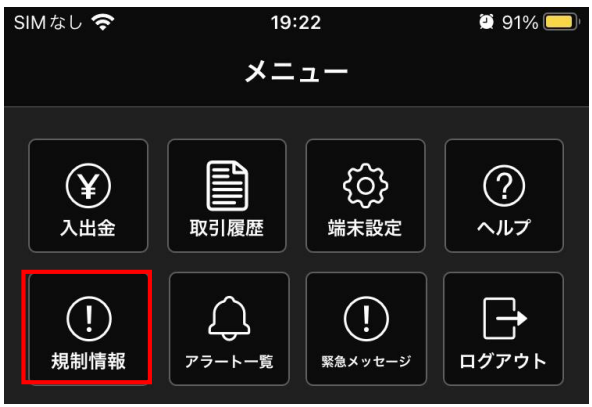 SIMなし 19:22 91%
メニュー
入出金 取引履歴 端末設定 ヘルプ
規制情報 アラート一覧 緊急メッセージ ログアウト